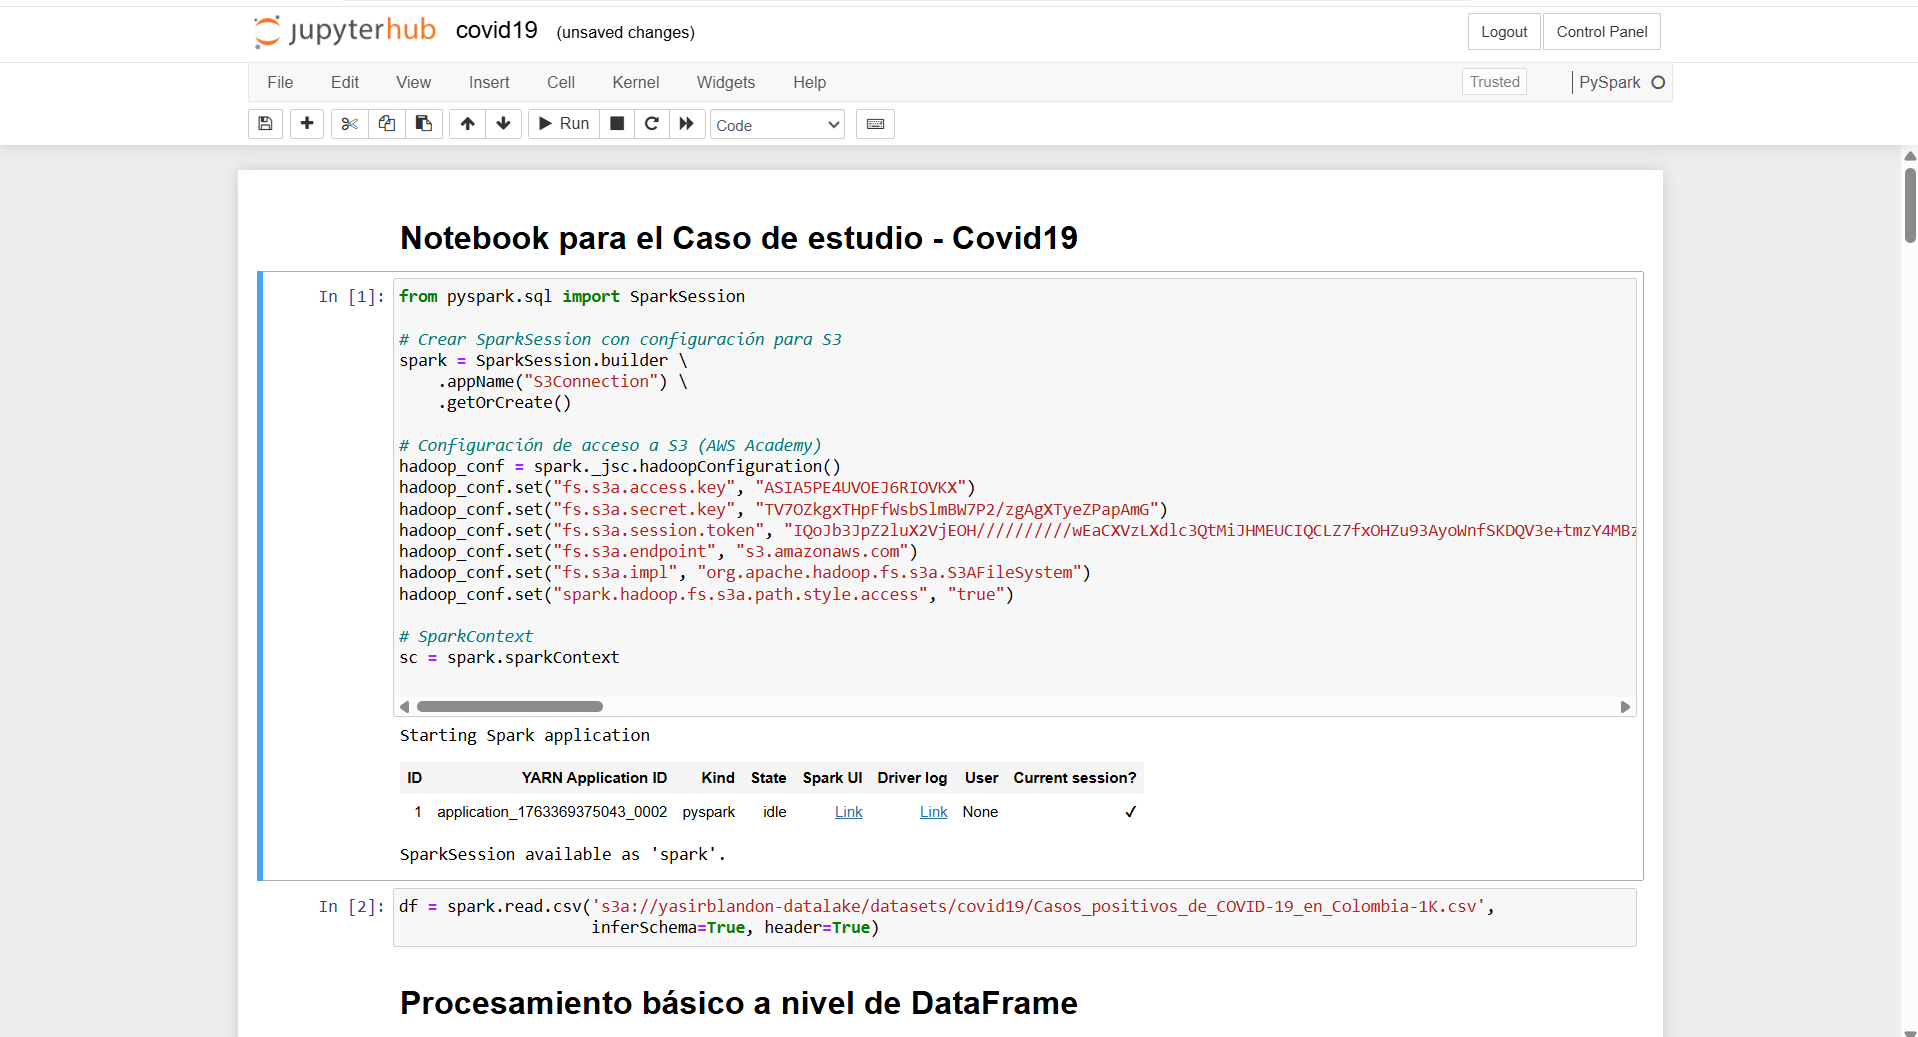 jupyterhub covid19 (unsaved changes) Logout Control Panel
File Edit View Insert Cell Kernel Widgets Help Trusted PySpark
Run Code
Notebook para el Caso de estudio - Covid19
In [1]: from pyspark.sql import SparkSession
# Crear SparkSession con configuración para S3
spark = SparkSession.builder \
.appName("S3Connection") \
.getOrCreate()
# Configuración de acceso a S3 (AWS Academy)
hadoop_conf = spark._jsc.hadoopConfiguration()
hadoop_conf.set("fs.s3a.access.key", "ASIA5PE4UVOEJ6RIOVKX")
hadoop_conf.set("fs.s3a.secret.key", "TV7OZkgxTHpFfWsbSlmBW7P2/zgAgXTyeZPapAmG")
hadoop_conf.set("fs.s3a.session.token", "IQoJb3JpZ2luX2VjEOH//////////wEaCXVzLXdlc3QtMiJHMEUCIQCLZ7fxOHZu93AyoWnfSKDQV3e+tmzY4MBz
hadoop_conf.set("fs.s3a.endpoint", "s3.amazonaws.com")
hadoop_conf.set("fs.s3a.impl", "org.apache.hadoop.fs.s3a.S3AFileSystem")
hadoop_conf.set("spark.hadoop.fs.s3a.path.style.access", "true")
# SparkContext
sc = spark.sparkContext
Starting Spark application
ID YARN Application ID Kind State Spark UI Driver log User Current session?
1 application_1763369375043_0002 pyspark idle Link Link None ✓
SparkSession available as 'spark'.
In [2]: df = spark.read.csv('s3a://yasirblandon-datalake/datasets/covid19/Casos_positivos_de_COVID-19_en_Colombia-1K.csv',
inferSchema=True, header=True)
Procesamiento básico a nivel de DataFrame